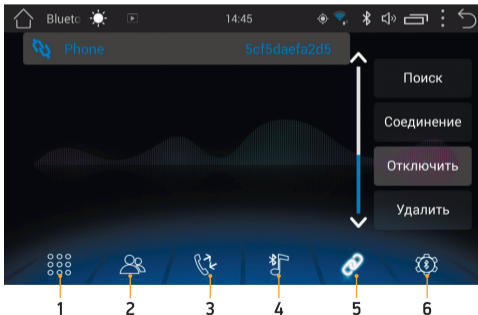 Blueto 14:45
Phone 5cf5daefa2d5
Поиск
Соединение
Отключить
Удалить
1 2 3 4 5 6